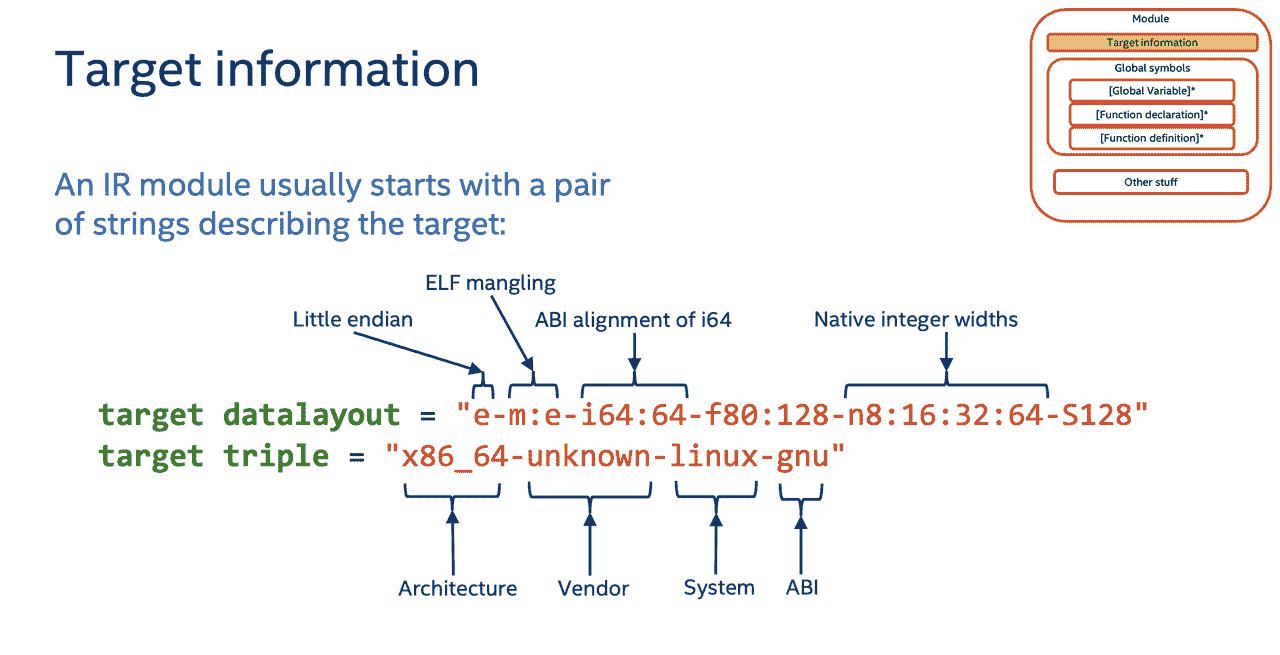 Target information
Module
Target information
Global symbols
[Global Variable]*
[Function declaration]*
[Function definition]*
Other stuff
An IR module usually starts with a pair
of strings describing the target:
ELF mangling
Little endian
ABI alignment of i64
Native integer widths
target datalayout = "e-m:e-i64:64-f80:128-n8:16:32:64-S128"
target triple = "x86_64-unknown-linux-gnu"
Architecture
Vendor
System
ABI